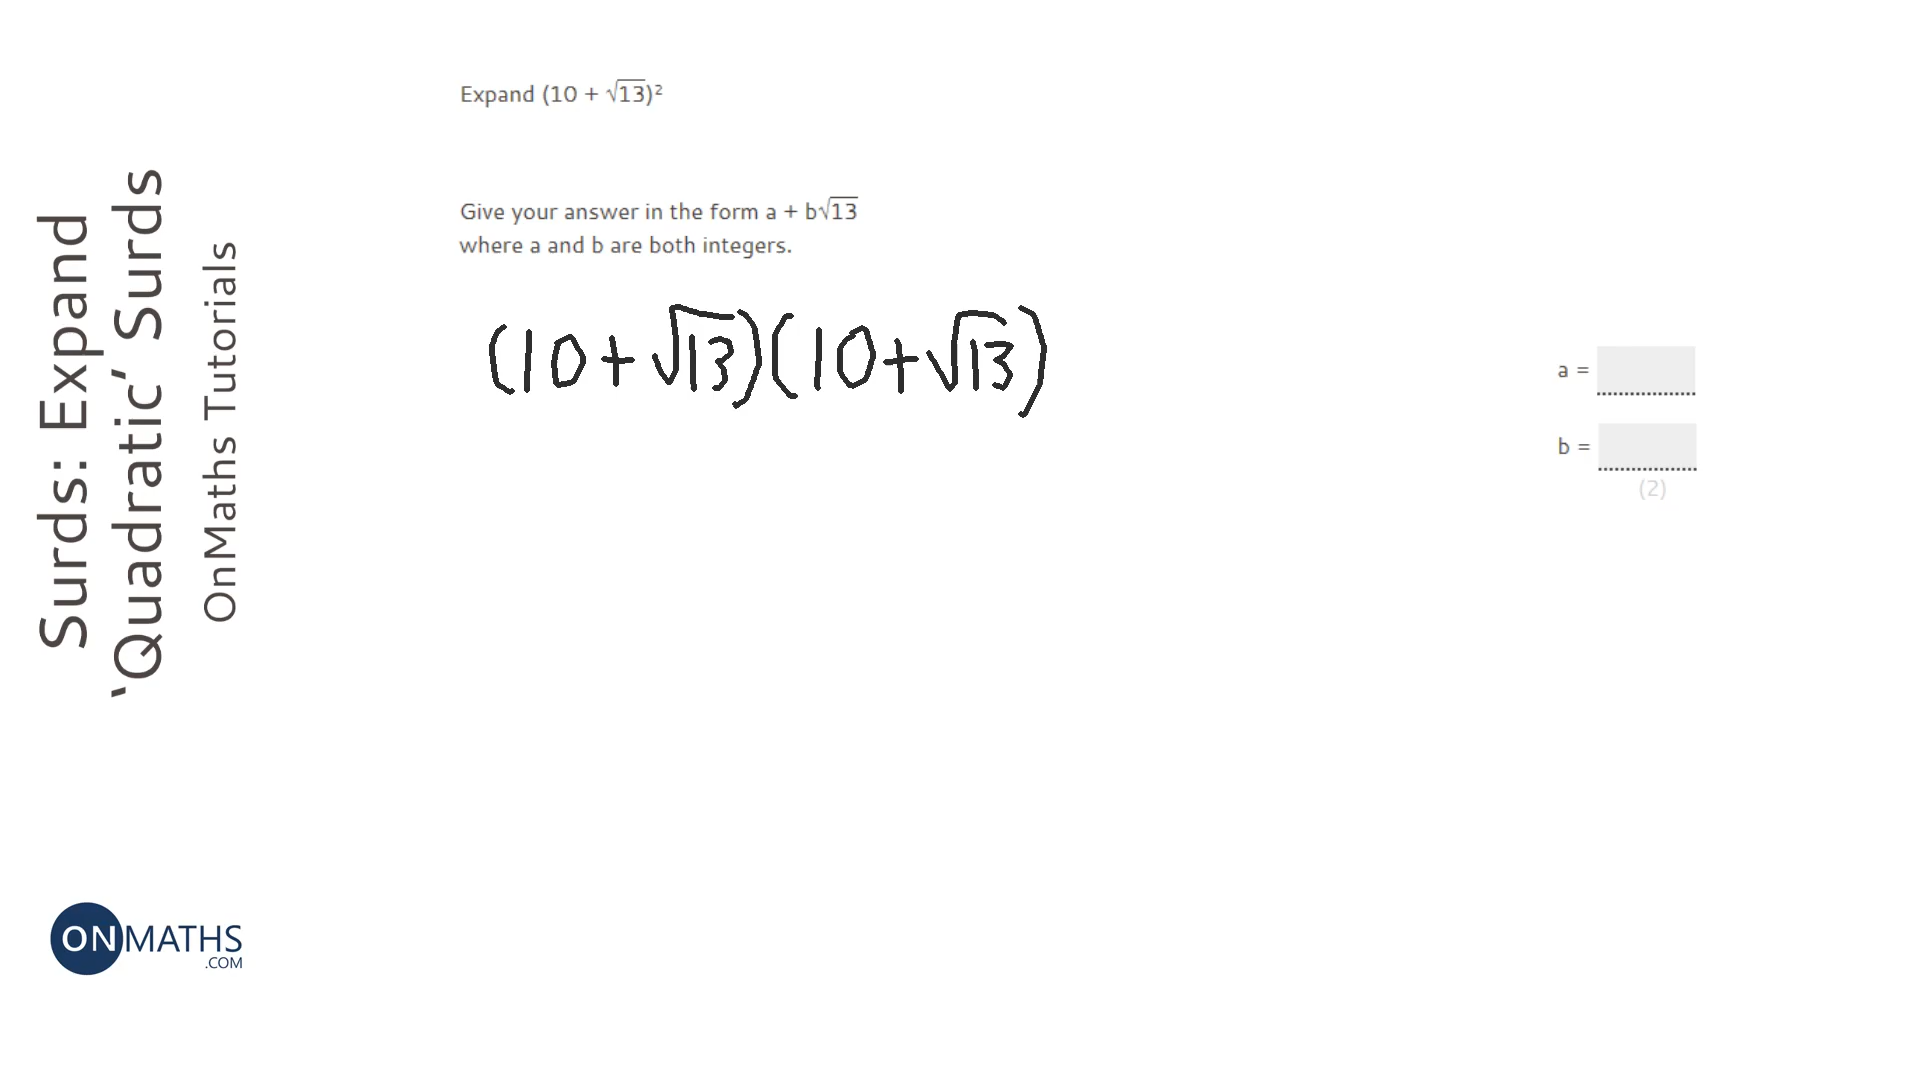 Surds: Expand
‘Quadratic’ Surds
OnMaths Tutorials
Expand (10 + √13)²
Give your answer in the form a + b√13
where a and b are both integers.
(10+√13)(10+√13)
a =
b =
(2)
ONMATHS
.COM